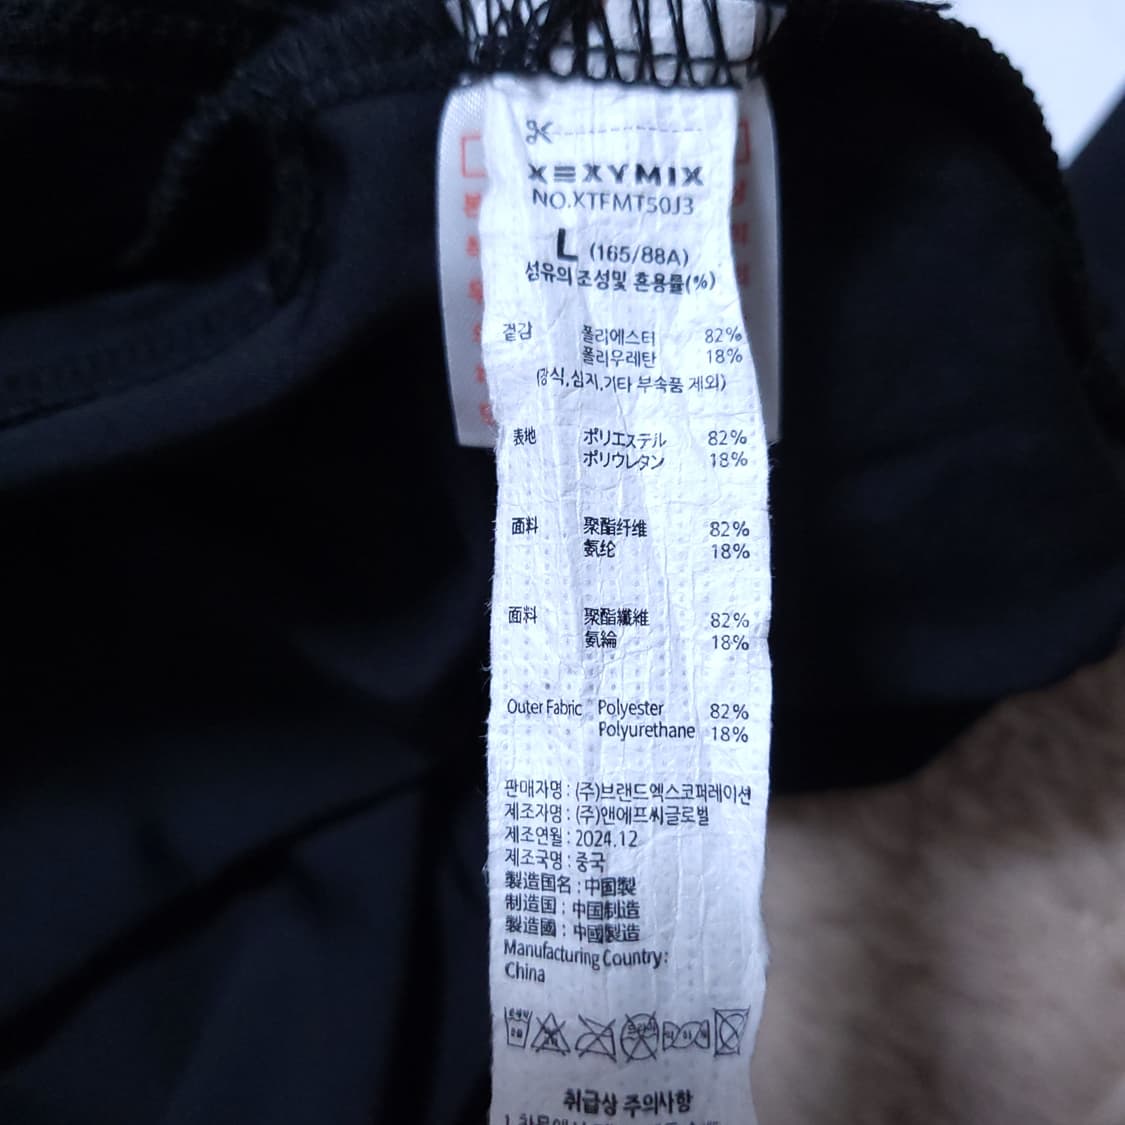 XEXYMIX
NO.XTFMT50J3
L (165/88A)
섬유의 조성및 혼용률(%)
겉감 폴리에스터 82%
폴리우레탄 18%
(장식,심지,기타 부속품 제외)
表地 ポリエステル 82%
ポリウレタン 18%
面料 聚酯纤维 82%
氨纶 18%
面料 聚酯纖維 82%
氨綸 18%
Outer Fabric Polyester 82%
Polyurethane 18%
판매자명 : (주)브랜드엑스코퍼레이션
제조자명 : (주)앤에프씨글로벌
제조연월 : 2024.12
제조국명 : 중국
製造国名 : 中国製
制造国 : 中国制造
製造國 : 中國製造
Manufacturing Country:
China
취급상 주의사항